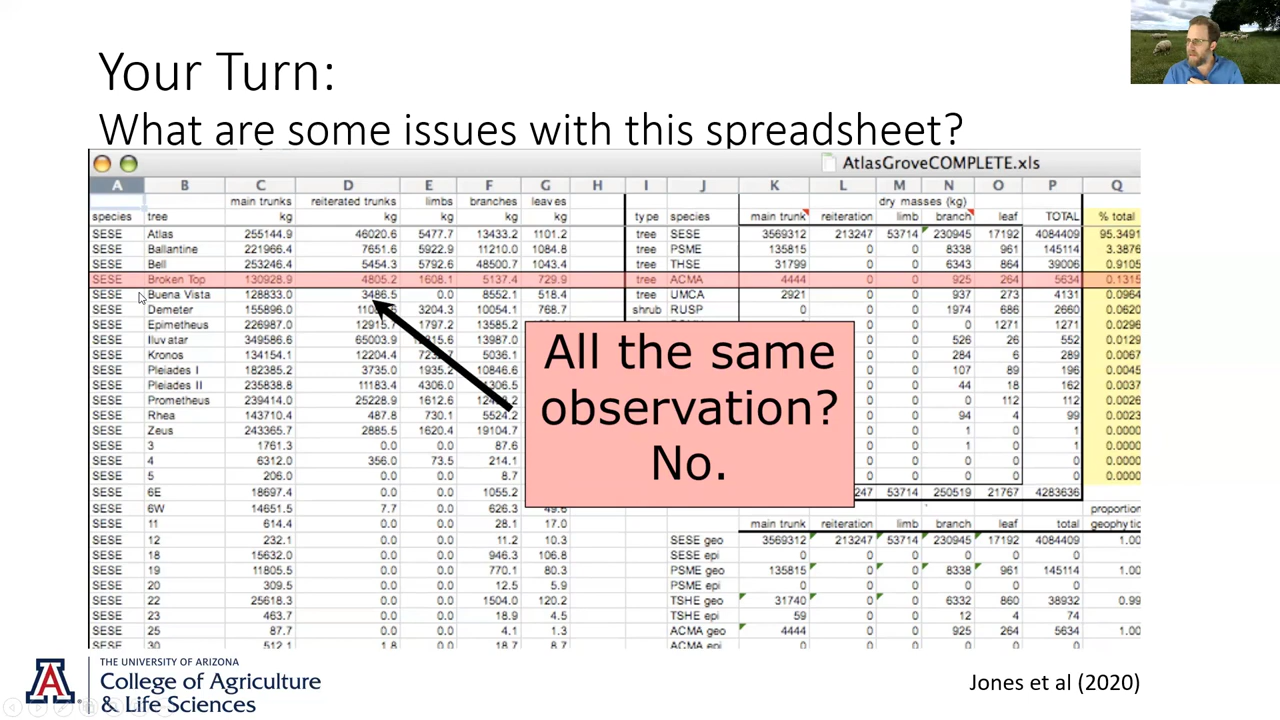 Your Turn:
What are some issues with this spreadsheet?
AtlasGroveCOMPLETE.xls
A B C D E F G H I J K L M N O P Q
main trunks reiterated trunks limbs branches leaves dry masses (kg)
species tree kg kg kg kg kg type species main trunk reiteration limb branch leaf TOTAL % total
SESE Atlas 255144.9 46020.6 5477.7 13433.2 1101.2 tree SESE 3569312 213247 53714 230945 17192 4084409 95.3491
SESE Ballantine 221966.4 7651.6 5922.9 11210.0 1084.8 tree PSME 135815 0 0 8338 961 145114 3.3876
SESE Bell 253246.4 5454.3 5792.6 48500.7 1043.4 tree THSE 31799 0 0 6343 864 39006 0.9105
SESE Broken Top 130928.9 4805.2 1608.1 5137.4 729.9 tree ACMA 4444 0 0 925 264 5634 0.1315
SESE Buena Vista 128833.0 3486.5 0.0 8552.1 518.4 tree UMCA 2921 0 0 937 273 4131 0.0964
SESE Demeter 155896.0 3204.3 10054.1 787.9 shrub RUSP 0 0 0 1974 686 2660 0.0620
SESE Epimetheus 226987.0 12915.7 1797.2 13585.2 0 1271 1271 0.0296
SESE Iluvatar 349586.6 65003.9 13987.0 526 26 552 0.0129
SESE Kronos 134154.1 12204.4 5036.1 284 6 289 0.0067
SESE Pleiades I 182385.2 3735.0 1935.2 10846.6 107 89 196 0.0045
SESE Pleiades II 235838.8 11183.4 4306.0 44 18 162 0.0037
SESE Prometheus 239414.0 25228.9 1612.6 0 112 112 0.0026
SESE Rhea 143710.4 487.8 730.1 5524.2 94 4 99 0.0023
SESE Zeus 243365.7 2885.5 1620.4 19104.7 1 0 1 0.0000
SESE 3 1761.3 0.0 0.0 87.6 1 0 1 0.0000
SESE 4 6312.0 356.0 73.5 214.1 0 0 0 0.0000
SESE 5 206.0 0.0 0.0 8.7 0 0 0 0.0000
SESE 6E 18697.4 0.0 0.0 1055.2 53714 250519 21767 4283636
SESE 6W 14651.5 7.7 0.0 626.3 49.6 proportion
SESE 11 614.4 0.0 0.0 28.1 17.0 main trunk reiteration limb branch leaf total geophytic
SESE 12 232.1 0.0 0.0 11.2 10.3 SESE geo 3569312 213247 53714 230945 17192 4084409 1.00
SESE 18 15632.0 0.0 0.0 946.3 106.8 SESE epi 0 0 0 0 0 0
SESE 19 11805.5 0.0 0.0 770.1 80.3 PSME geo 135815 0 0 8338 961 145114 1.00
SESE 20 309.5 0.0 0.0 12.5 5.9 PSME epi 0 0 0 0 0 0
SESE 22 25618.3 0.0 0.0 1504.0 120.2 TSHE geo 31740 0 0 6332 860 38932 0.99
SESE 23 463.7 0.0 0.0 18.9 4.5 TSHE epi 59 0 0 12 4 74
SESE 25 87.7 0.0 0.0 4.1 1.3 ACMA geo 4444 0 0 925 264 5634 1.00
SESE 30 512.1 1.8 0.0 18.7 8.7 ACMA epi 0 0 0 0 0 0
All the same
observation?
No.
THE UNIVERSITY OF ARIZONA
College of Agriculture
& Life Sciences
Jones et al (2020)